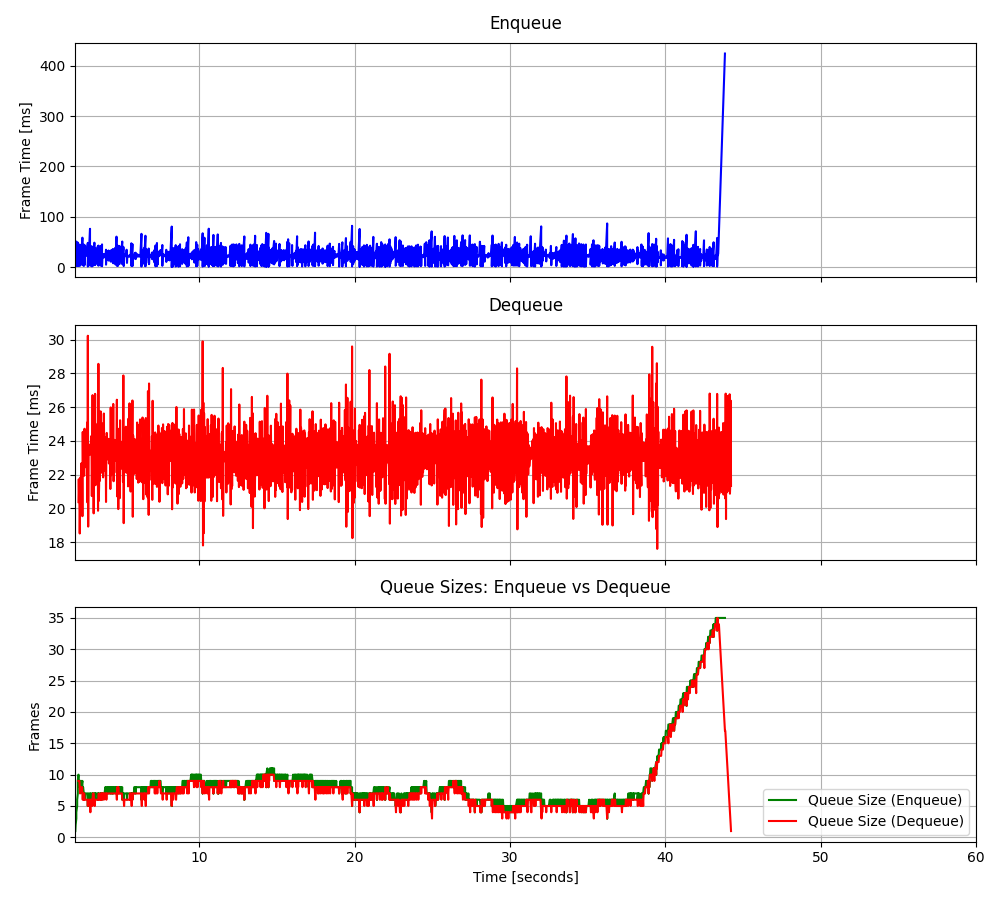 Enqueue
Frame Time [ms]
400
300
200
100
0
Dequeue
Frame Time [ms]
30
28
26
24
22
20
18
Queue Sizes: Enqueue vs Dequeue
Frames
35
30
25
20
15
10
5
0
Queue Size (Enqueue)
Queue Size (Dequeue)
10 20 30 40 50 60
Time [seconds]